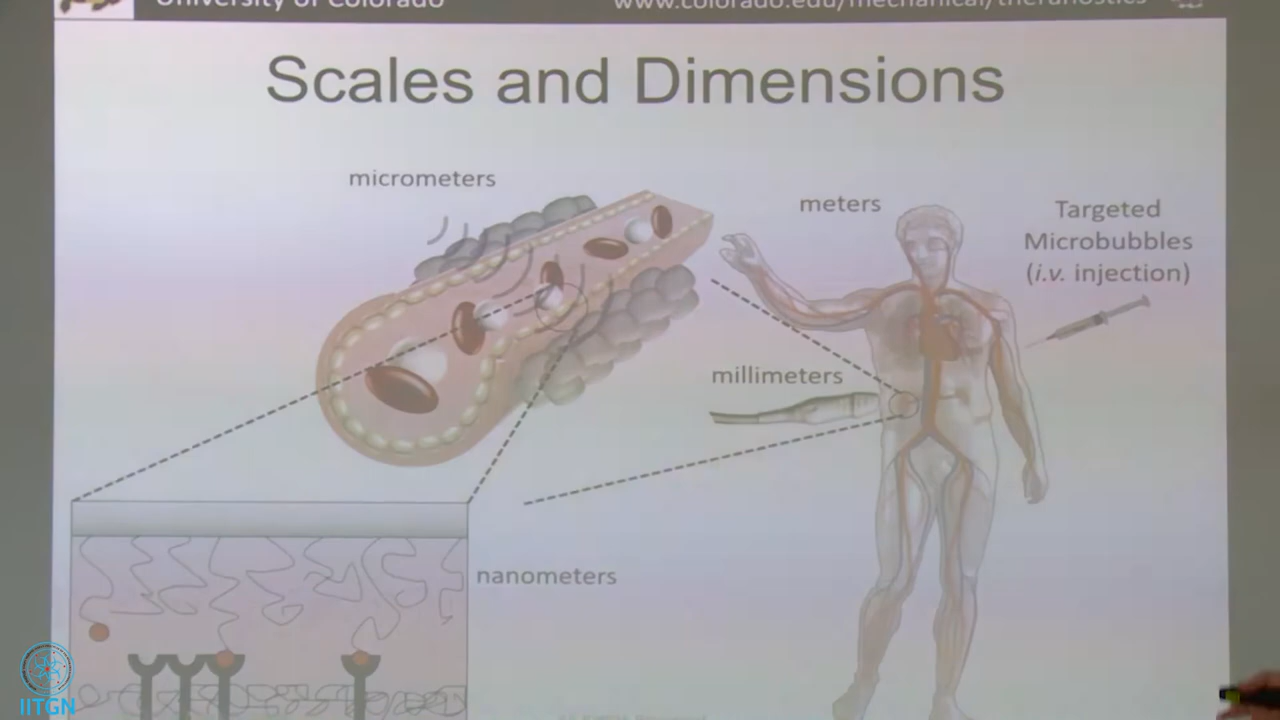 University of Colorado
www.colorado.edu/mechanical/theranostics
Scales and Dimensions
micrometers
meters
Targeted
Microbubbles
(i.v. injection)
millimeters
nanometers
IITGN